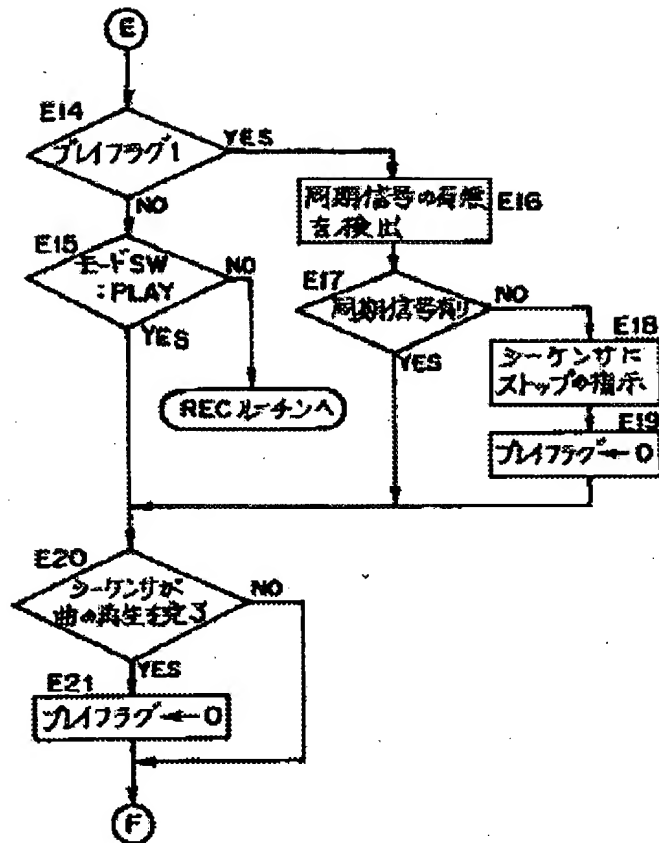 E
E14
プレイフラグ1
YES
NO
E15
モードSW
:PLAY
NO
YES
RECルーチンへ
同期信号の有無
を検出
E16
E17
同期信号有り
NO
YES
E18
シーケンサに
ストップの指示
E19
プレイフラグ←0
E20
シーケンサが
曲の再生を完了
NO
YES
E21
プレイフラグ←0
F